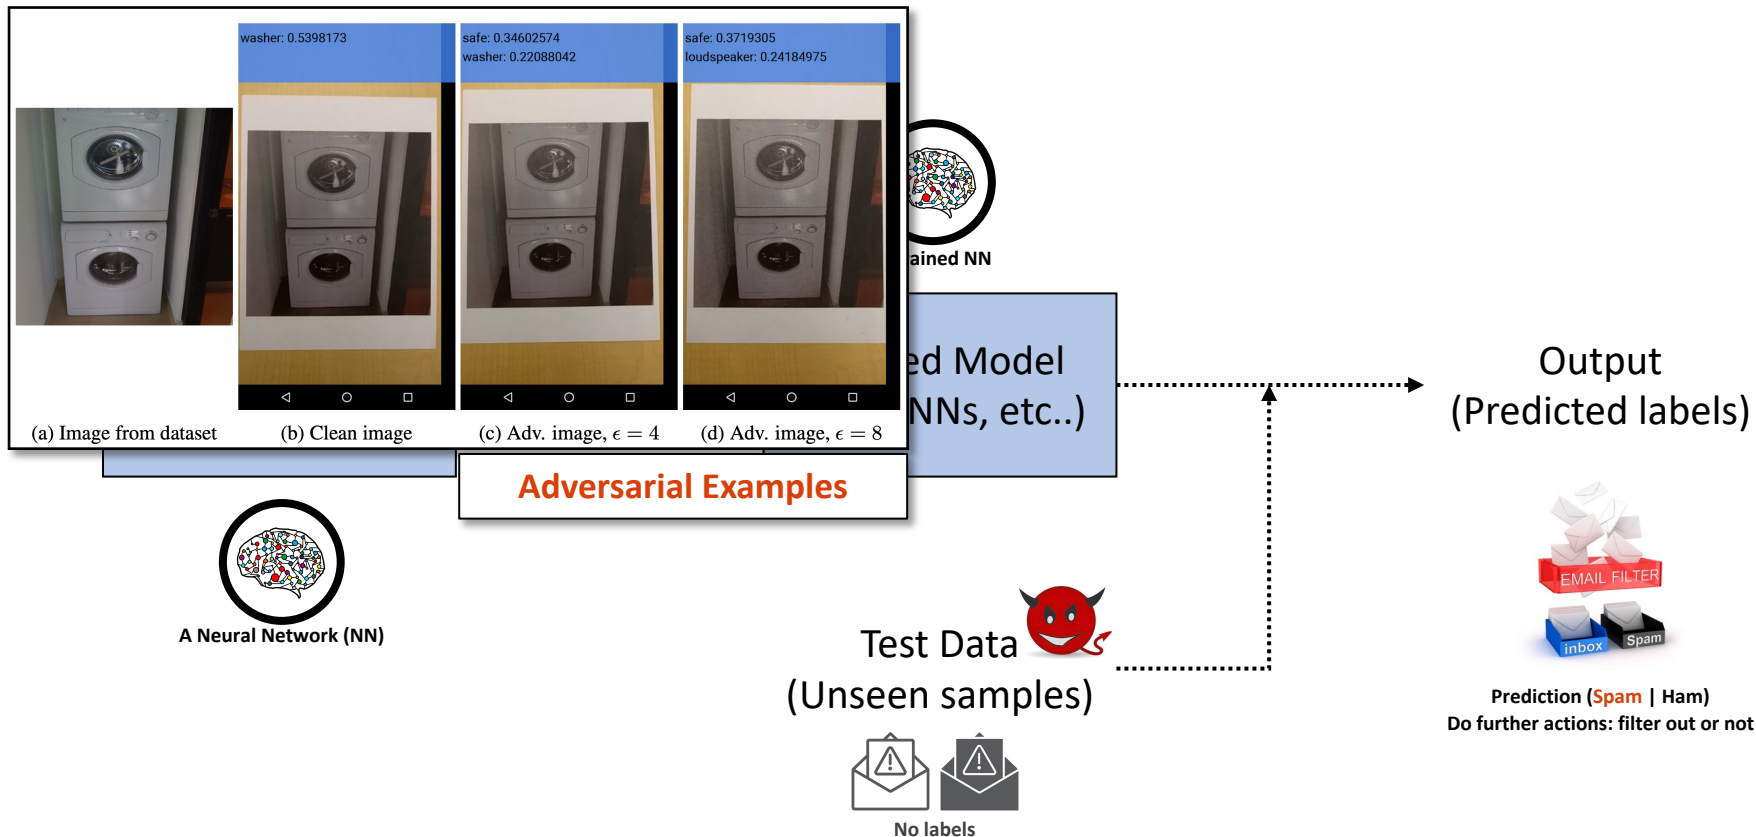 washer: 0.5398173
safe: 0.34602574
washer: 0.22088042
safe: 0.3719305
loudspeaker: 0.24184975
(a) Image from dataset
(b) Clean image
(c) Adv. image, ϵ = 4
(d) Adv. image, ϵ = 8
Adversarial Examples
ained NN
ed Model
NNs, etc..)
Output
(Predicted labels)
A Neural Network (NN)
Test Data
(Unseen samples)
No labels
EMAIL FILTER
inbox
Spam
Prediction (Spam | Ham)
Do further actions: filter out or not